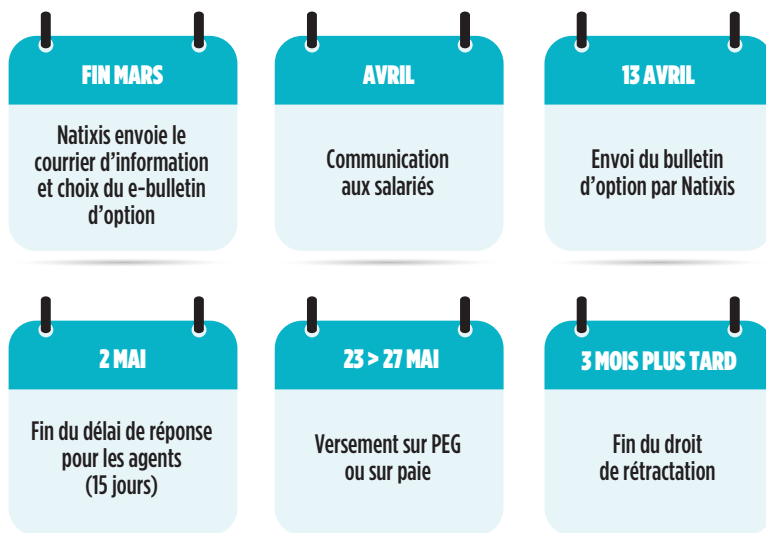 FIN MARS
Natixis envoie le
courrier d'information
et choix du e-bulletin
d'option
AVRIL
Communication
aux salariés
13 AVRIL
Envoi du bulletin
d'option par Natixis
2 MAI
Fin du délai de réponse
pour les agents
(15 jours)
23 > 27 MAI
Versement sur PEG
ou sur paie
3 MOIS PLUS TARD
Fin du droit
de rétractation